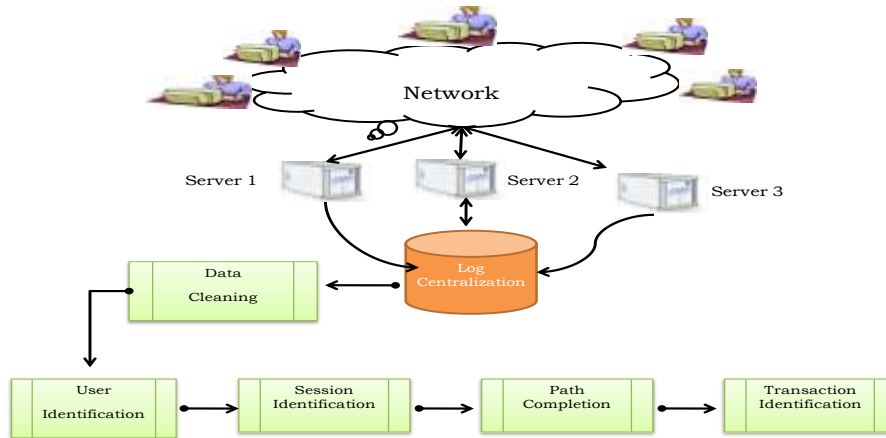 Network
Server 1
Server 2
Server 3
Log
Centralization
Data
Cleaning
User
Identification
Session
Identification
Path
Completion
Transaction
Identification